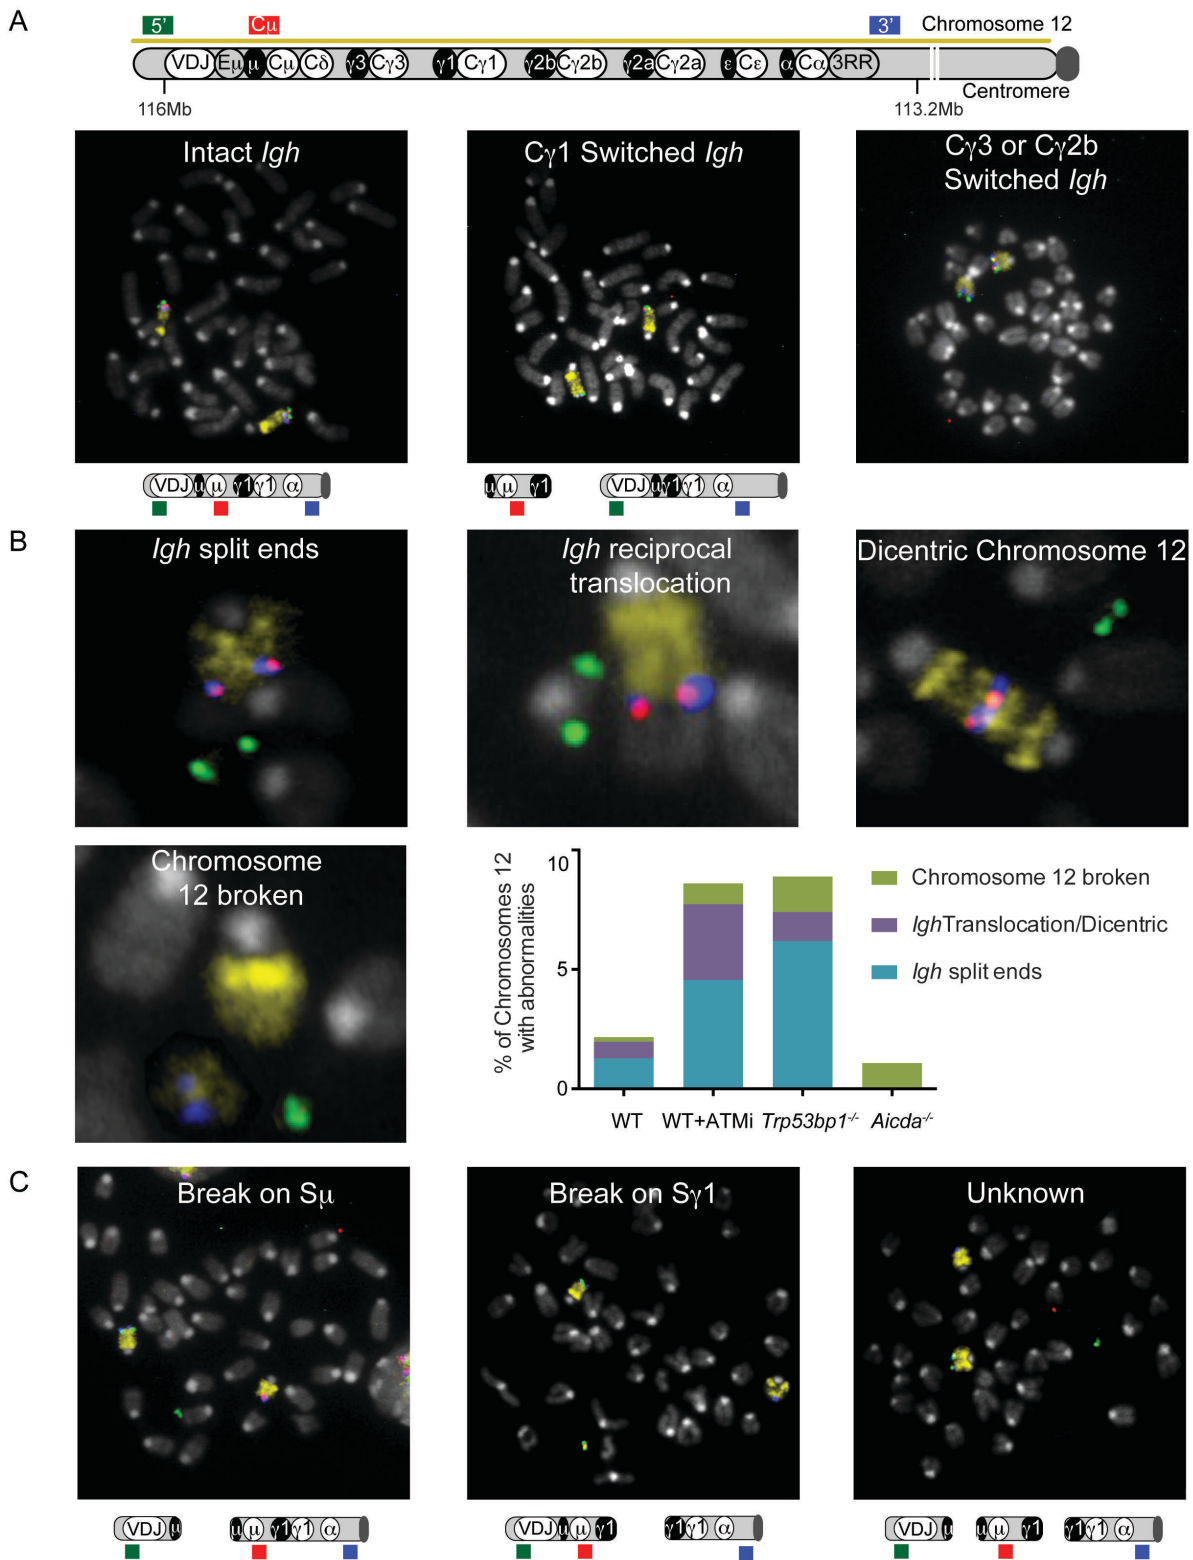 A
5'
Cμ
3'
Chromosome 12
VDJ Eμ μ Cμ Cδ γ3 Cγ3 γ1 Cγ1 γ2b Cγ2b γ2a Cγ2a ε Cε α Cα 3RR
116Mb
113.2Mb
Centromere
Intact Igh
Cγ1 Switched Igh
Cγ3 or Cγ2b
Switched Igh
VDJ μ μ γ1 γ1 α
μ μ γ1
VDJ μ γ1 γ1 α
B
Igh split ends
Igh reciprocal
translocation
Dicentric Chromosome 12
Chromosome
12 broken
% of Chromosomes 12
with abnormalities
10
5
0
WT
WT+ATMi
Trp53bp1-/-
Aicda-/-
Chromosome 12 broken
IghTranslocation/Dicentric
Igh split ends
C
Break on Sμ
Break on Sγ1
Unknown
VDJ μ
μ μ γ1 γ1 α
VDJ μ μ γ1
γ1 γ1 α
VDJ μ
μ μ γ1
γ1 γ1 α